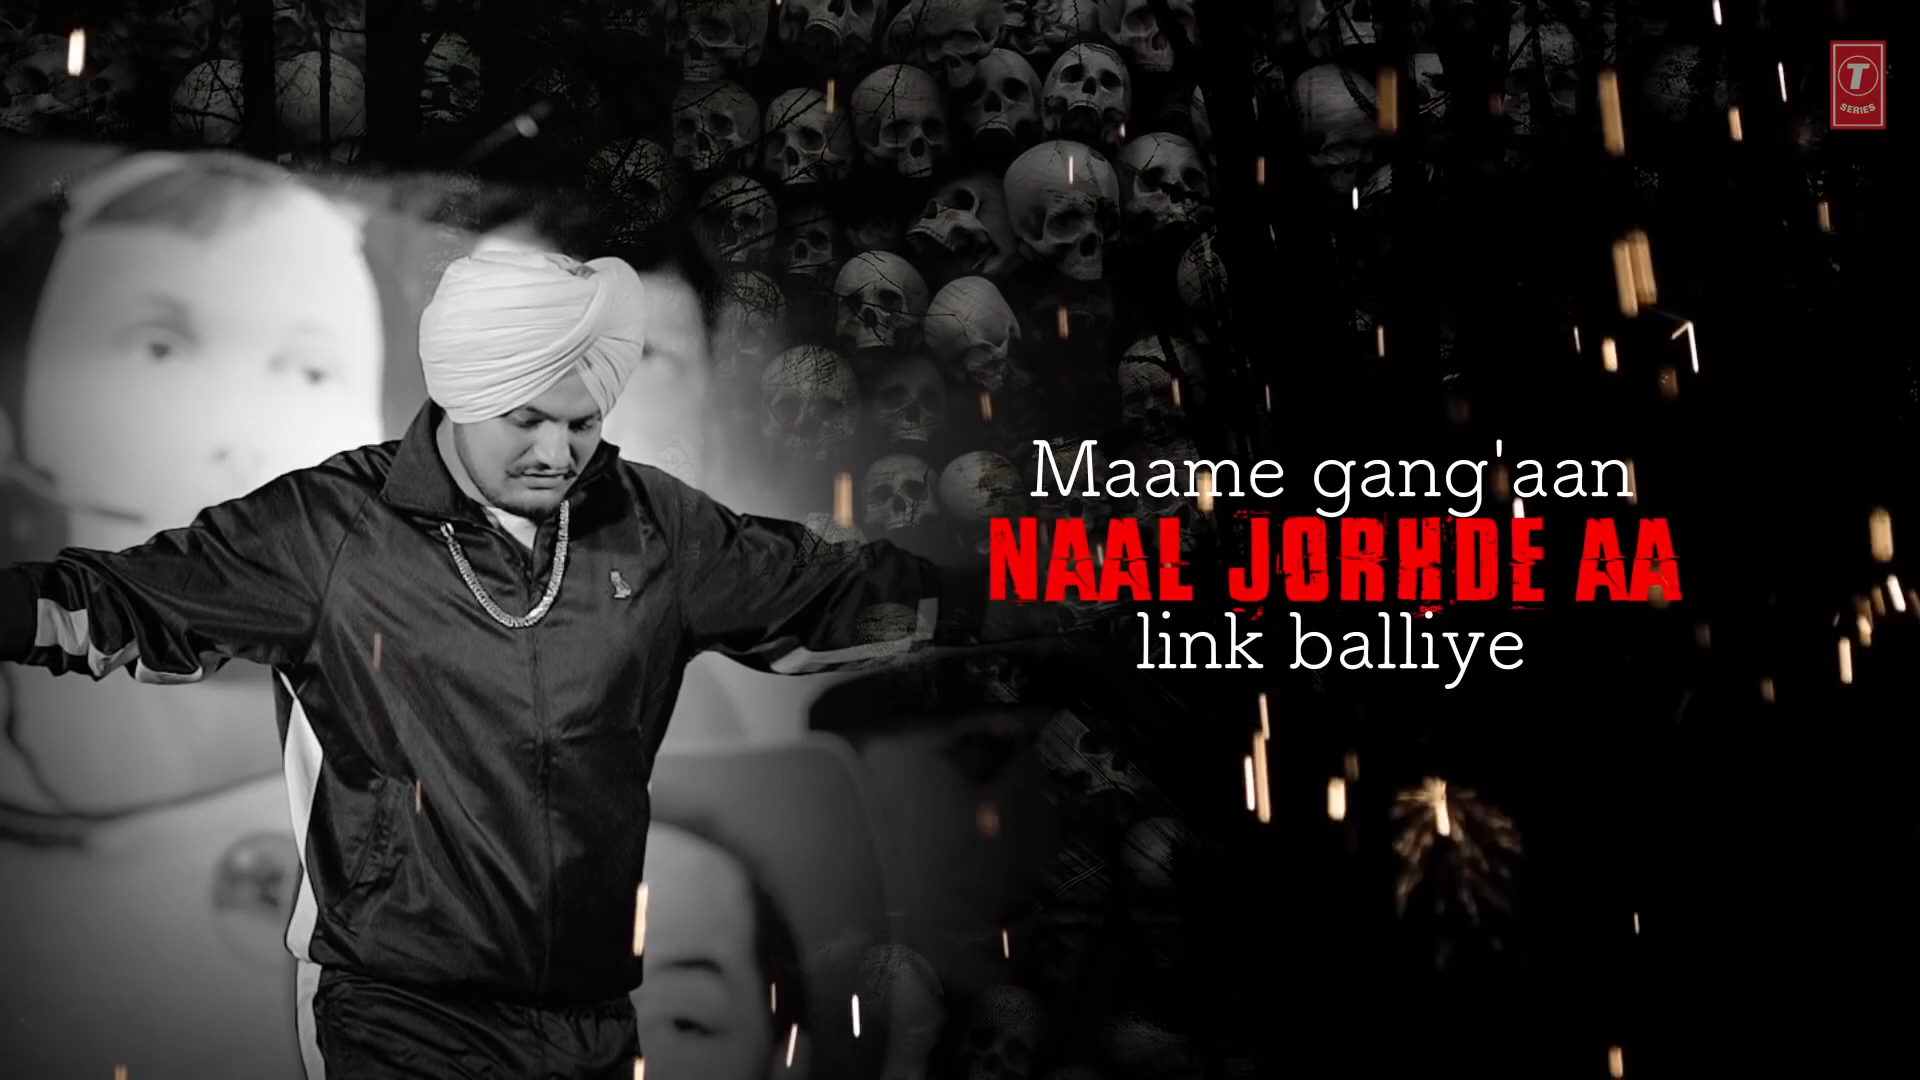 T
SERIES
Maame gang'aan
NAAL JORHDE AA
link balliye